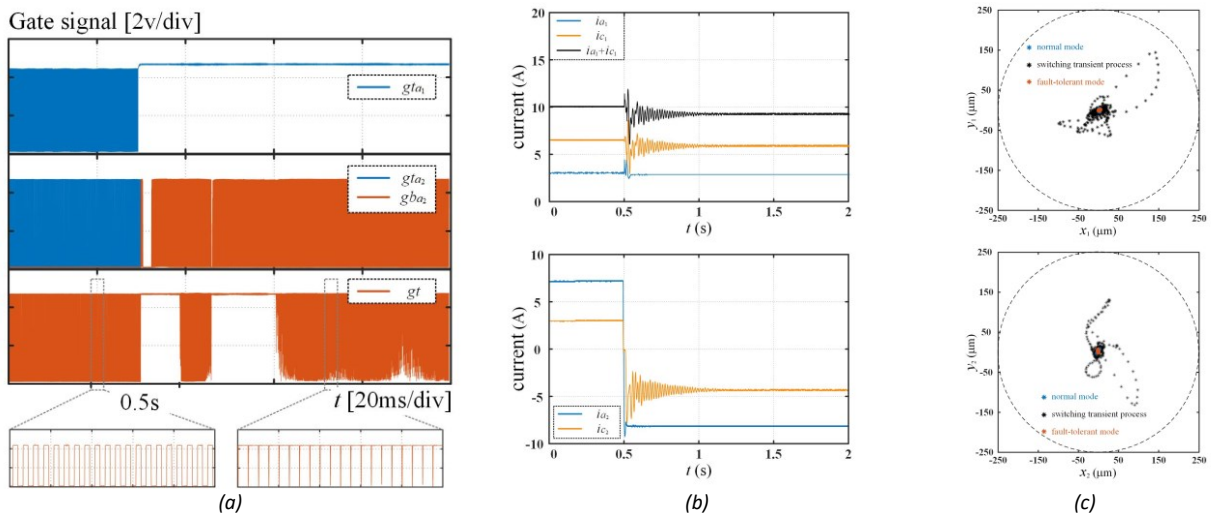 Gate signal [2v/div]
gta1
gta2
gba2
gt
0.5s
t [20ms/div]
(a)
ia1
ic1
ia1+ic1
current (A)
20
15
10
5
0
0
0.5
1
1.5
2
t (s)
current (A)
10
5
0
-5
-10
ia2
ic2
0
0.5
1
1.5
2
t (s)
(b)
y1 (μm)
250
150
50
-50
-150
-250
normal mode
switching transient process
fault-tolerant mode
-250
-150
-50
50
150
250
x1 (μm)
y2 (μm)
250
150
50
-50
-150
-250
normal mode
switching transient process
fault-tolerant mode
-250
-150
-50
50
150
250
x2 (μm)
(c)